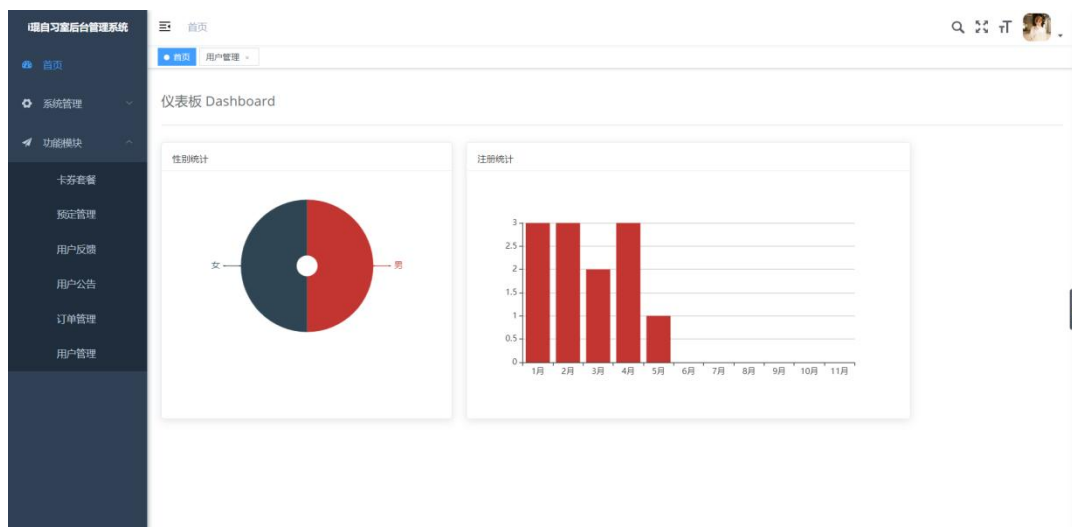 i琚自习室后台管理系统
首页
系统管理
功能模块
卡券套餐
预定管理
用户反馈
用户公告
订单管理
用户管理
首页
首页
用户管理
仪表板 Dashboard
性别统计
女
男
注册统计
3
2.5
2
1.5
1
0.5
0
1月 2月 3月 4月 5月 6月 7月 8月 9月 10月 11月